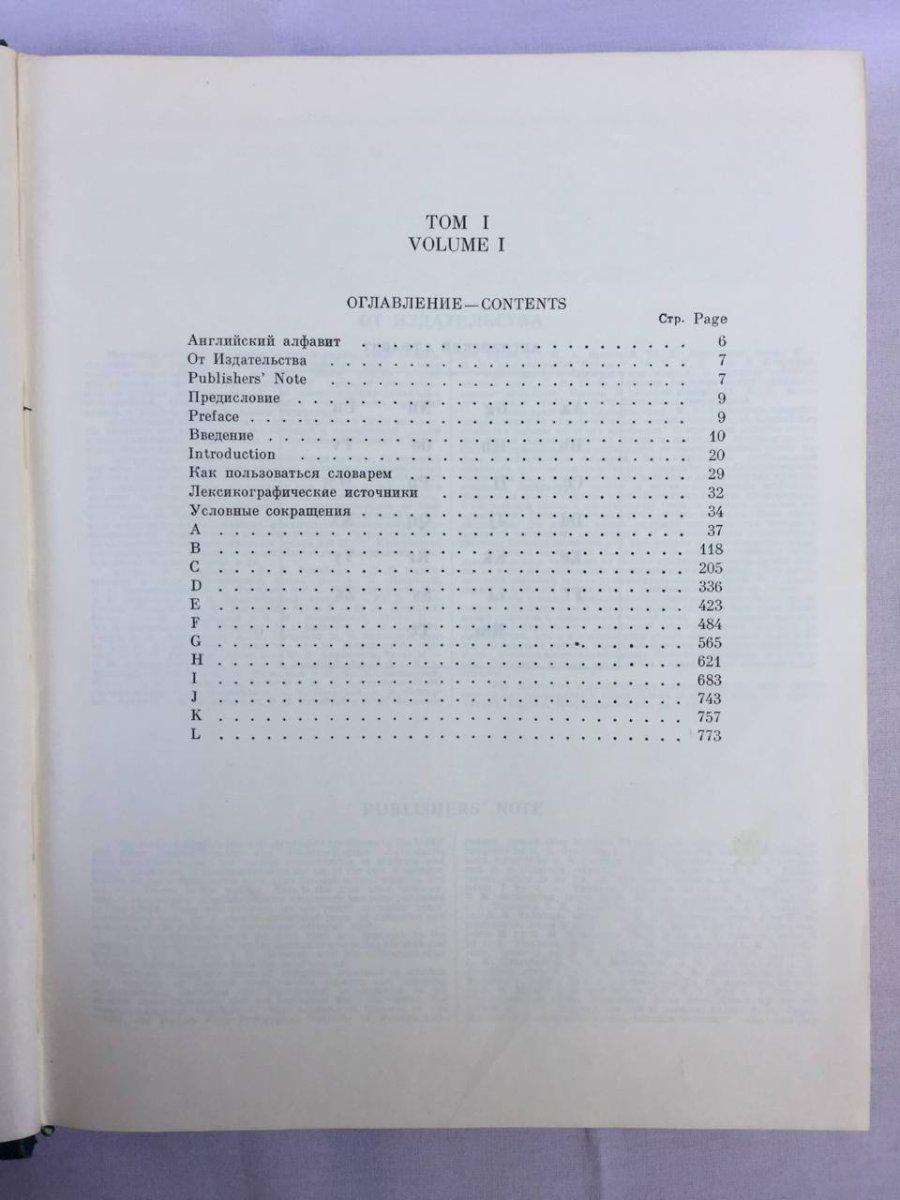 ТОМ I
VOLUME I
ОГЛАВЛЕНИЕ—CONTENTS
Стр. Page
Английский алфавит . . . . . . . . . . . . . . . . . . . . . . . 6
От Издательства . . . . . . . . . . . . . . . . . . . . . . . 7
Publishers' Note . . . . . . . . . . . . . . . . . . . . . . . 7
Предисловие . . . . . . . . . . . . . . . . . . . . . . . 9
Preface . . . . . . . . . . . . . . . . . . . . . . . 9
Введение . . . . . . . . . . . . . . . . . . . . . . . 10
Introduction . . . . . . . . . . . . . . . . . . . . . . . 20
Как пользоваться словарем . . . . . . . . . . . . . . . . . . . . 29
Лексикографические источники . . . . . . . . . . . . . . . . . . 32
Условные сокращения . . . . . . . . . . . . . . . . . . . . . . . 34
A . . . . . . . . . . . . . . . . . . . . . . . 37
B . . . . . . . . . . . . . . . . . . . . . . . 118
C . . . . . . . . . . . . . . . . . . . . . . . 205
D . . . . . . . . . . . . . . . . . . . . . . . 336
E . . . . . . . . . . . . . . . . . . . . . . . 423
F . . . . . . . . . . . . . . . . . . . . . . . 484
G . . . . . . . . . . . . . . . . . . . . . . . 565
H . . . . . . . . . . . . . . . . . . . . . . . 621
I . . . . . . . . . . . . . . . . . . . . . . . 683
J . . . . . . . . . . . . . . . . . . . . . . . 743
K . . . . . . . . . . . . . . . . . . . . . . . 757
L . . . . . . . . . . . . . . . . . . . . . . . 773
PUBLISHERS' NOTE